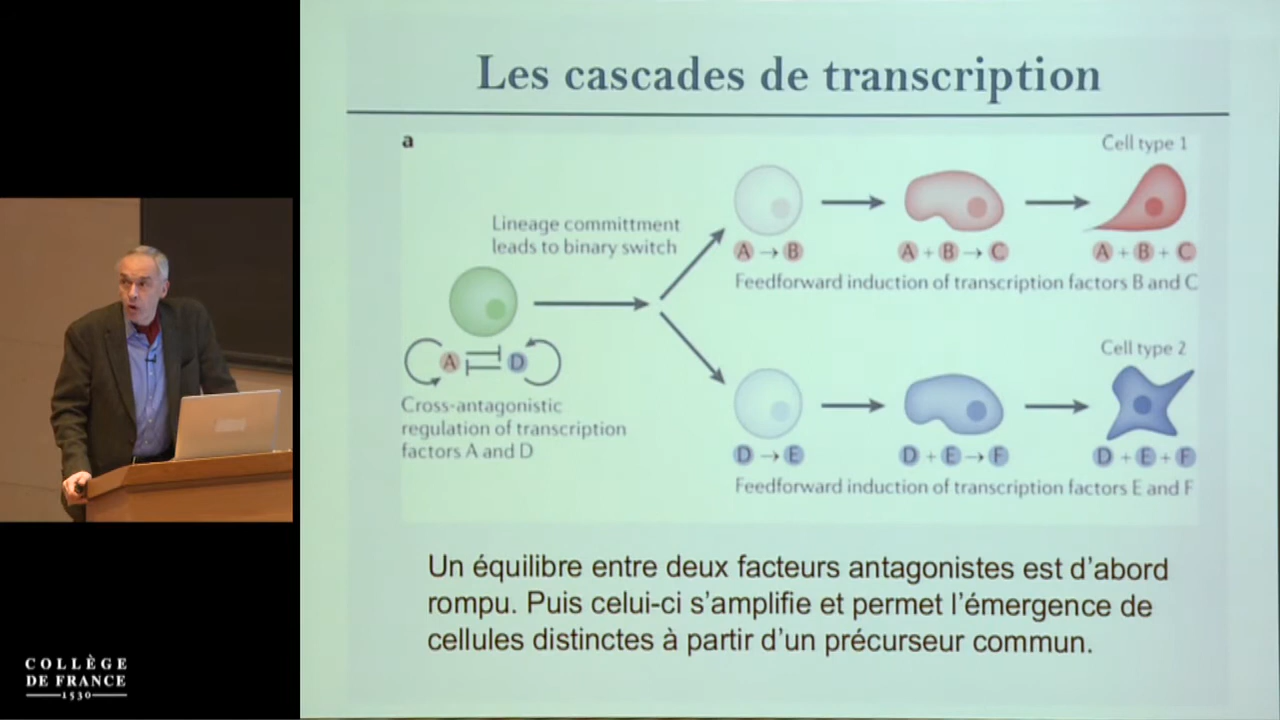 Les cascades de transcription
a
Cell type 1
Lineage committment
leads to binary switch
A → B
A + B → C
A + B + C
Feedforward induction of transcription factors B and C
A D
Cross-antagonistic
regulation of transcription
factors A and D
Cell type 2
D → E
D + E → F
D + E + F
Feedforward induction of transcription factors E and F
Un équilibre entre deux facteurs antagonistes est d’abord
rompu. Puis celui-ci s’amplifie et permet l’émergence de
cellules distinctes à partir d’un précurseur commun.
COLLÈGE
DE FRANCE
1530